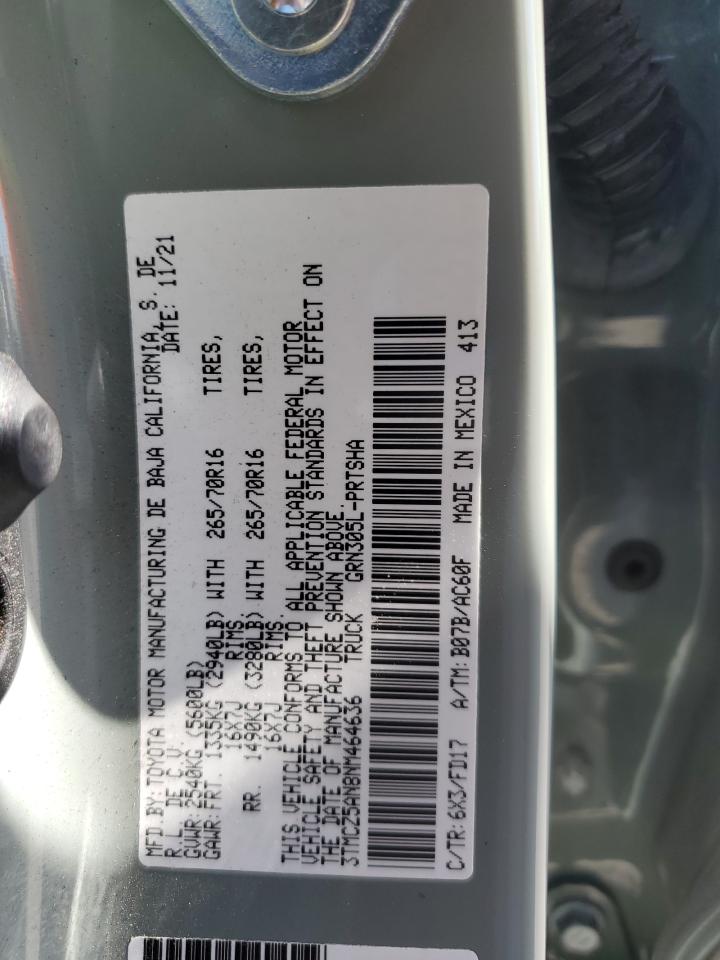 MFD.BY:TOYOTA MOTOR MANUFACTURING DE BAJA CALIFORNIA, S. DE
R.L. DE C.V. DATE: 11/21
GVWR:2540KG (5600LB)
GAWR:FRT. 1335KG (2940LB) WITH 265/70R16 TIRES,
16X7J RIMS,
RR. 1490KG (3280LB) WITH 265/70R16 TIRES,
16X7J RIMS.
THIS VEHICLE CONFORMS TO ALL APPLICABLE FEDERAL MOTOR
VEHICLE SAFETY AND THEFT PREVENTION STANDARDS IN EFFECT ON
THE DATE OF MANUFACTURE SHOWN ABOVE.
3TMCZ5AN8NM464636 TRUCK GRN305L-PRTSHA
C/TR:6X3/FD17 A/TM:B07B/AC60F MADE IN MEXICO 413